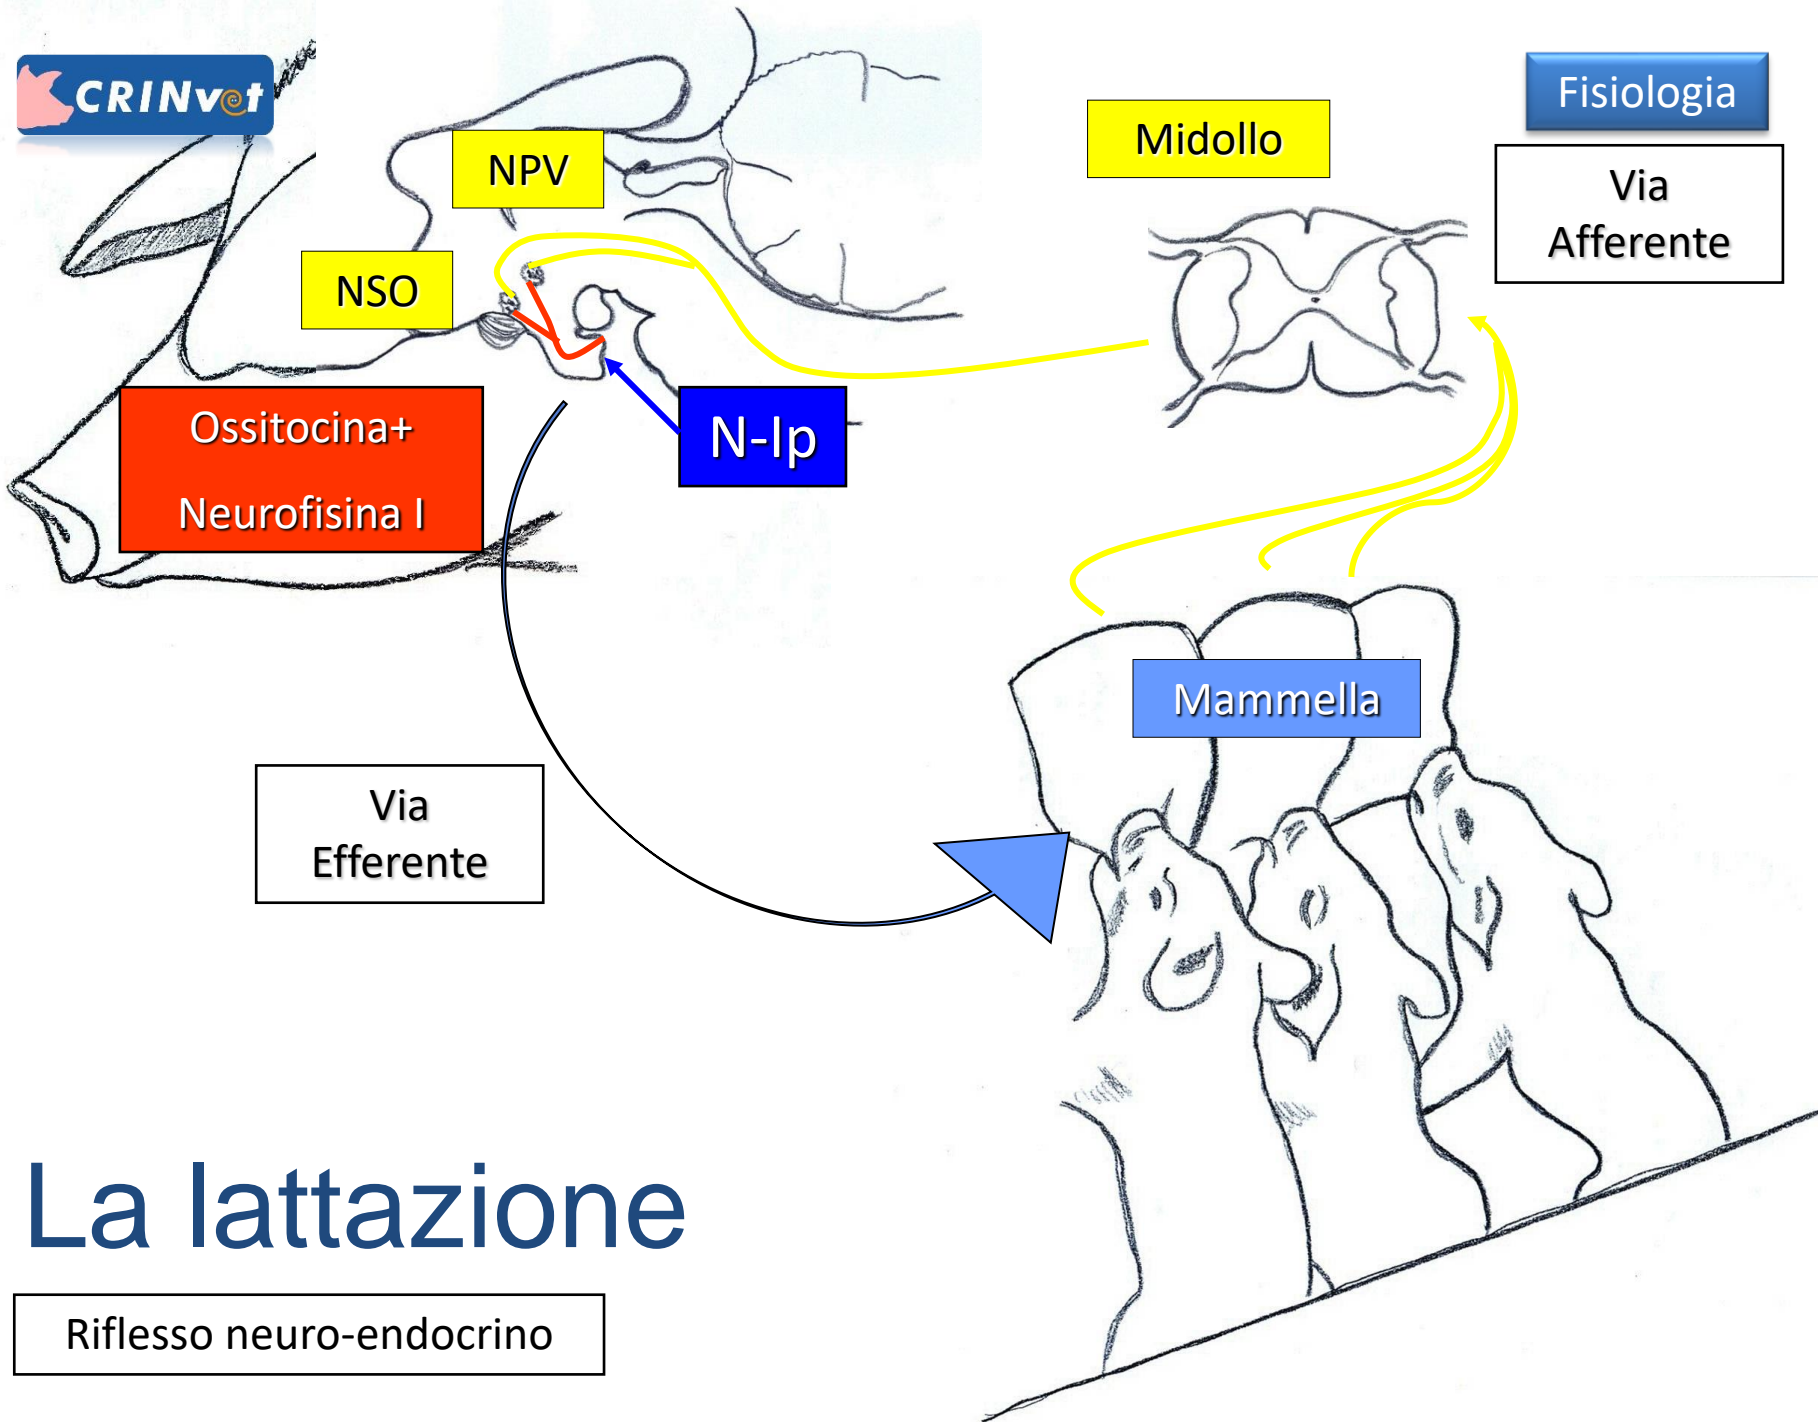 CRINvet
Fisiologia
Midollo
Via
Afferente
NPV
NSO
Ossitocina+
Neurofisina I
N-Ip
Mammella
Via
Efferente
La lattazione
Riflesso neuro-endocrino